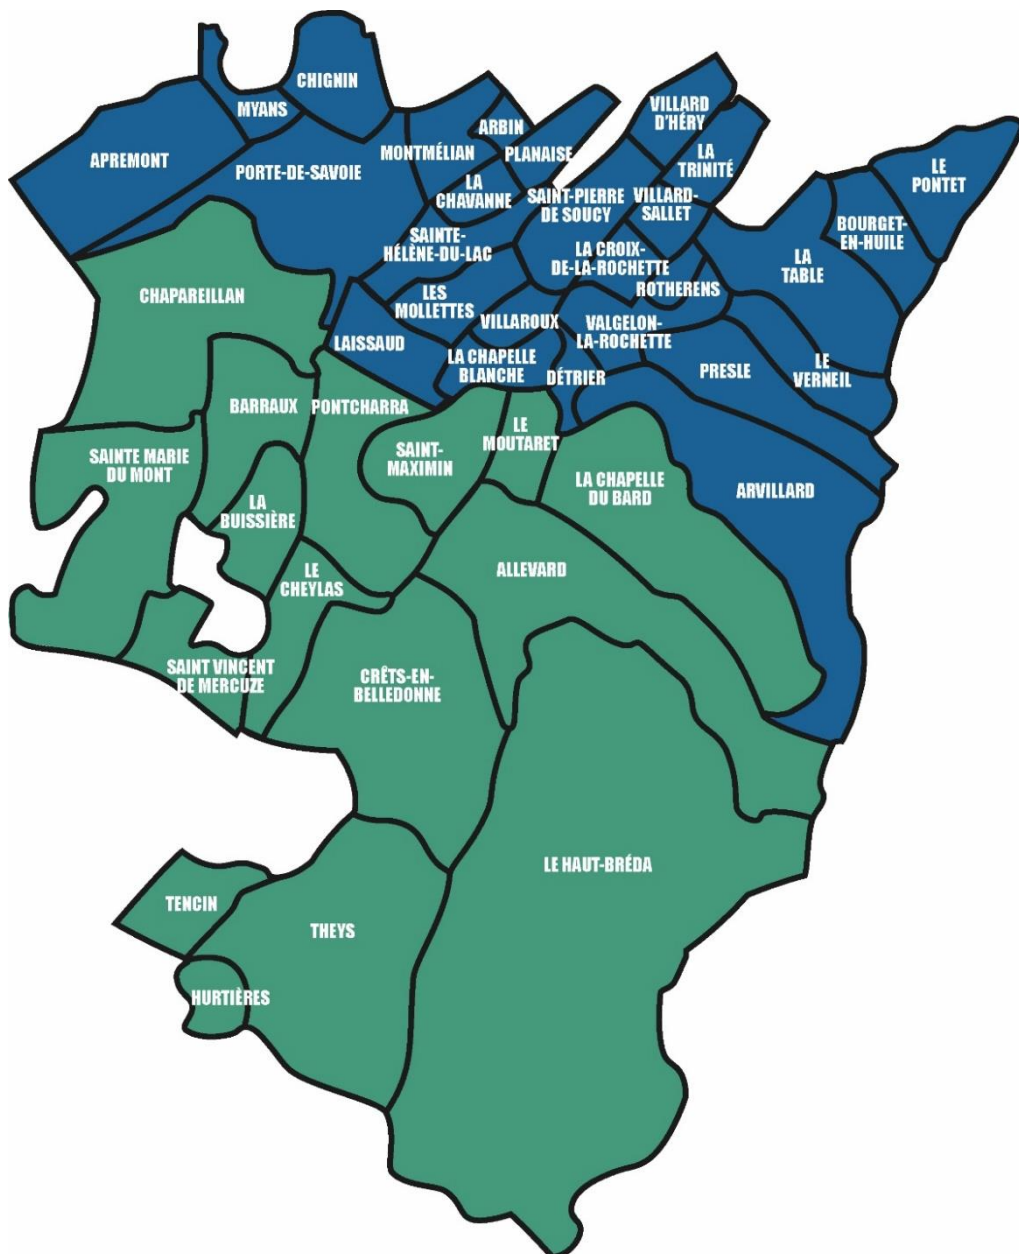 CHIGNIN
MYANS
VILLARD
D'HÉRY
ARBIN
APREMONT
MONTMÉLIAN
PLANAISE
PORTE-DE-SAVOIE
LA
TRINITÉ
LE
PONTET
LA
CHAVANNE
SAINT-PIERRE
DE SOUCY
VILLARD-
SALLET
BOURGET-
EN-HUILE
SAINTE-
HÉLÈNE-DU-LAC
LA CROIX-
DE-LA-ROCHETTE
LA
TABLE
CHAPAREILLAN
LES
MOLLETTES
ROTHERENS
VILLAROUX
VALGELON-
LA-ROCHETTE
LAISSAUD
LA CHAPELLE
BLANCHE
DÉTRIER
PRESLE
LE
VERNEIL
BARRAUX
PONTCHARRA
LE
MOUTARET
SAINTE MARIE
DU MONT
SAINT-
MAXIMIN
LA CHAPELLE
DU BARD
ARVILLARD
LA
BUISSIÈRE
LE
CHEYLAS
ALLEVARD
SAINT VINCENT
DE MERCUZE
CRÊTS-EN-
BELLEDONNE
LE HAUT-BRÉDA
TENCIN
THEYS
HURTIÈRES